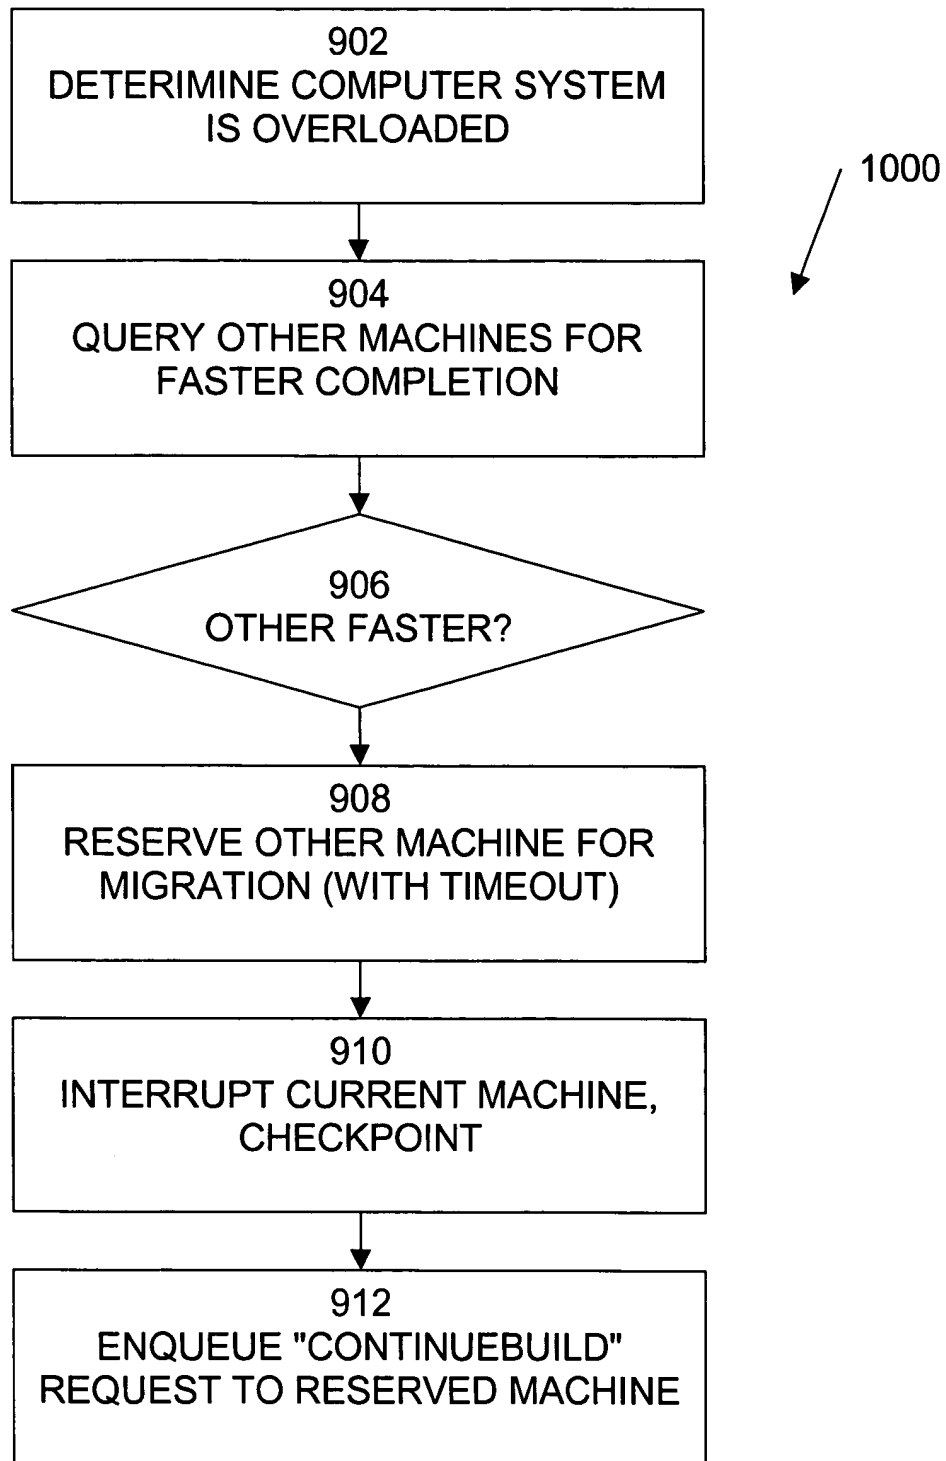 902
DETERIMINE COMPUTER SYSTEM
IS OVERLOADED
1000
904
QUERY OTHER MACHINES FOR
FASTER COMPLETION
906
OTHER FASTER?
908
RESERVE OTHER MACHINE FOR
MIGRATION (WITH TIMEOUT)
910
INTERRUPT CURRENT MACHINE,
CHECKPOINT
912
ENQUEUE "CONTINUEBUILD"
REQUEST TO RESERVED MACHINE